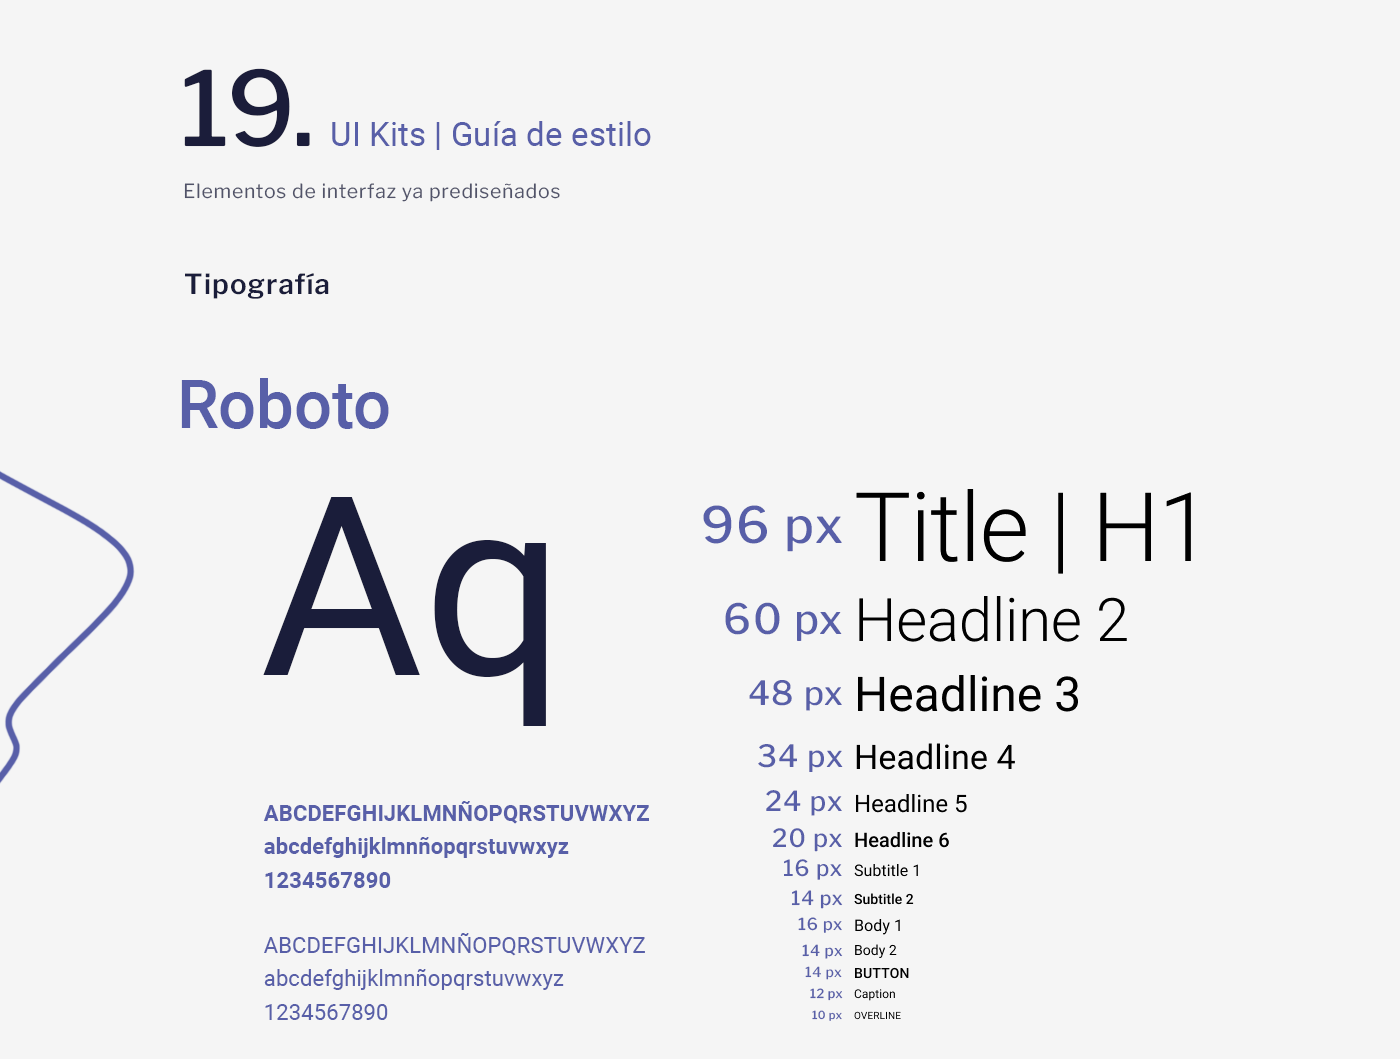 19. UI Kits | Guía de estilo
Elementos de interfaz ya prediseñados
Tipografía
Roboto
Aq
ABCDEFGHIJKLMNÑOPQRSTUVWXYZ
abcdefghijklmnñopqrstuvwxyz
1234567890
ABCDEFGHIJKLMNÑOPQRSTUVWXYZ
abcdefghijklmnñopqrstuvwxyz
1234567890
96 px Title | H1
60 px Headline 2
48 px Headline 3
34 px Headline 4
24 px Headline 5
20 px Headline 6
16 px Subtitle 1
14 px Subtitle 2
16 px Body 1
14 px Body 2
14 px BUTTON
12 px Caption
10 px OVERLINE